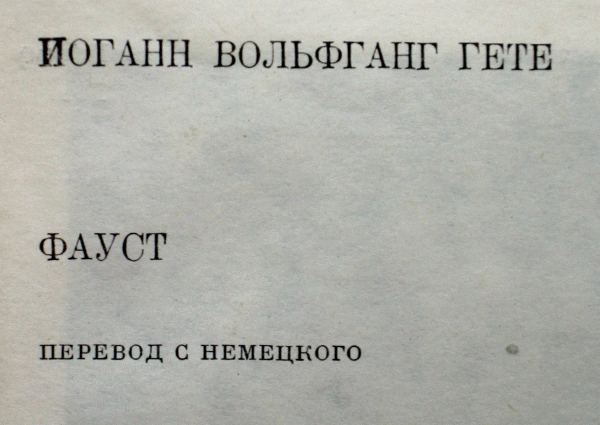 ИОГАНН ВОЛЬФГАНГ ГЕТЕ
ФАУСТ
ПЕРЕВОД С НЕМЕЦКОГО